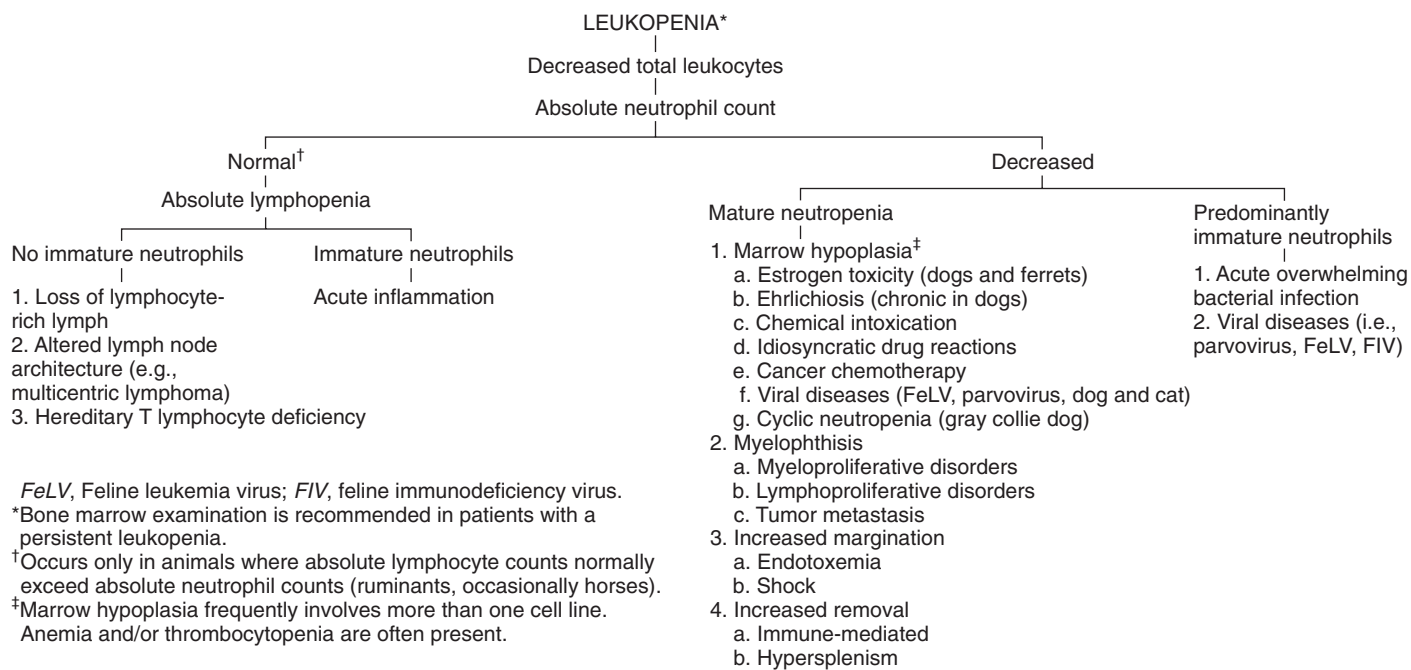 LEUKOPENIA*
Decreased total leukocytes
Absolute neutrophil count
Normal†
Absolute lymphopenia
No immature neutrophils
1. Loss of lymphocyte-
rich lymph
2. Altered lymph node
architecture (e.g.,
multicentric lymphoma)
3. Hereditary T lymphocyte deficiency
Immature neutrophils
Acute inflammation
Decreased
Mature neutropenia
1. Marrow hypoplasia‡
a. Estrogen toxicity (dogs and ferrets)
b. Ehrlichiosis (chronic in dogs)
c. Chemical intoxication
d. Idiosyncratic drug reactions
e. Cancer chemotherapy
f. Viral diseases (FeLV, parvovirus, dog and cat)
g. Cyclic neutropenia (gray collie dog)
2. Myelophthisis
a. Myeloproliferative disorders
b. Lymphoproliferative disorders
c. Tumor metastasis
3. Increased margination
a. Endotoxemia
b. Shock
4. Increased removal
a. Immune-mediated
b. Hypersplenism
Predominantly
immature neutrophils
1. Acute overwhelming
bacterial infection
2. Viral diseases (i.e.,
parvovirus, FeLV, FIV)
FeLV, Feline leukemia virus; FIV, feline immunodeficiency virus.
*Bone marrow examination is recommended in patients with a
persistent leukopenia.
†Occurs only in animals where absolute lymphocyte counts normally
exceed absolute neutrophil counts (ruminants, occasionally horses).
‡Marrow hypoplasia frequently involves more than one cell line.
Anemia and/or thrombocytopenia are often present.